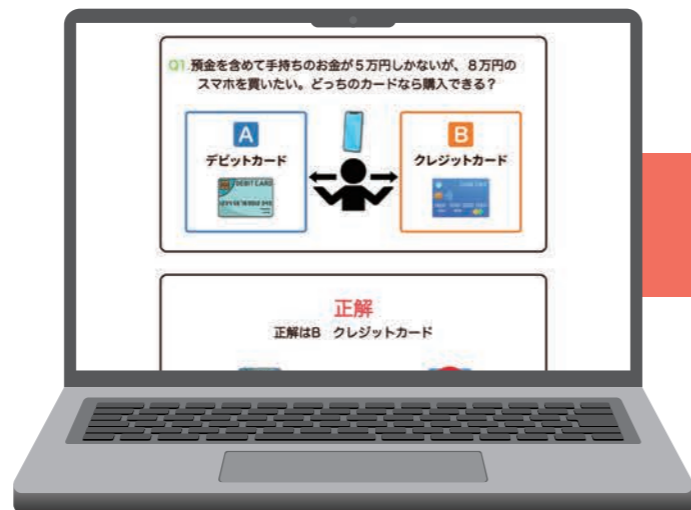 Q1.預金を含めて手持ちのお金が5万円しかないが、8万円の
スマホを買いたい。どっちのカードなら購入できる?
A
デビットカード
DEBIT CARD
B
クレジットカード
正解
正解はB　クレジットカード